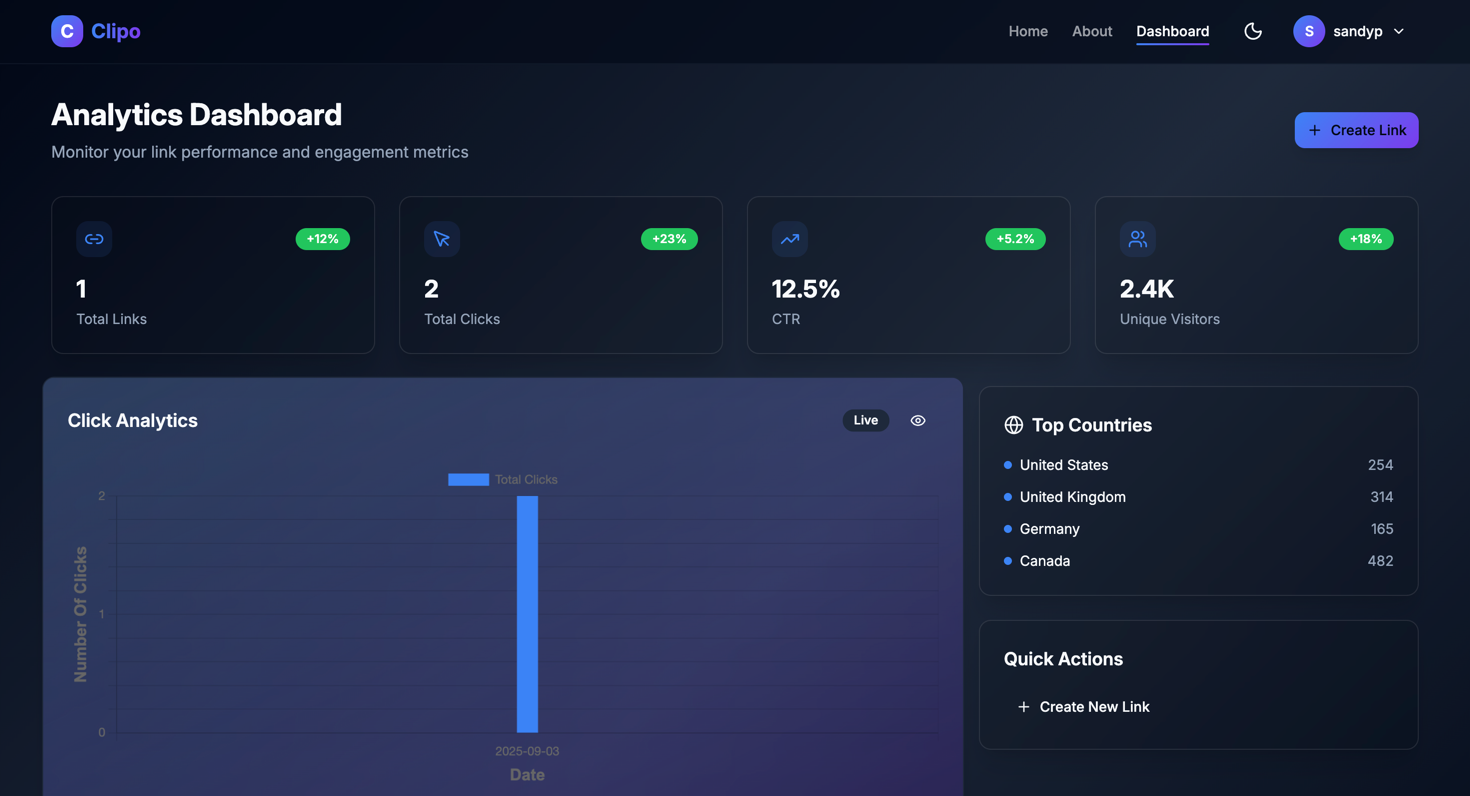 C Clipo
Home About Dashboard S sandyp
Analytics Dashboard
Monitor your link performance and engagement metrics
+ Create Link
+12%
1
Total Links
+23%
2
Total Clicks
+5.2%
12.5%
CTR
+18%
2.4K
Unique Visitors
Click Analytics
Live
Total Clicks
2
1
0
Number Of Clicks
2025-09-03
Date
Top Countries
United States 254
United Kingdom 314
Germany 165
Canada 482
Quick Actions
+ Create New Link